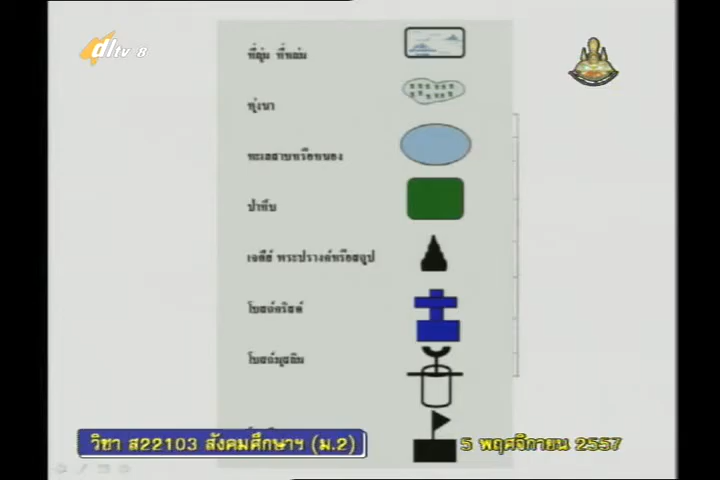 dltv-8
ที่ลุ่ม ที่หล่ม
ทุ่งนา
ทะเลสาบหรือหนอง
ป่าทึบ
เจดีย์ พระปรางค์หรือสถูป
โบสถ์คริสต์
โบสถ์มุสลิม
วิชา ส22103 สังคมศึกษาฯ (ม.2)
5 พฤศจิกายน 2557